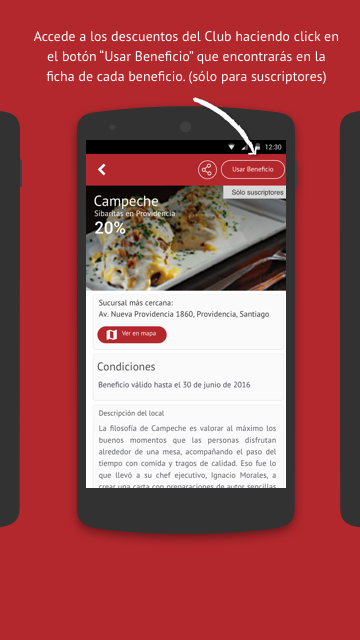 Accede a los descuentos del Club haciendo click en
el botón “Usar Beneficio” que encontrarás en la
ficha de cada beneficio. (sólo para suscriptores)
12:30
Usar Beneficio
Sólo suscriptores
Campeche
Sibaritas en Providencia
20%
Sucursal más cercana:
Av. Nueva Providencia 1860, Providencia, Santiago
Ver en mapa
Condiciones
Beneficio válido hasta el 30 de junio de 2016
Descripción del local
La filosofía de Campeche es valorar al máximo los
buenos momentos que las personas disfrutan
alrededor de una mesa, acompañando el paso del
tiempo con comida y tragos de calidad. Eso fue lo
que llevó a su chef ejecutivo, Ignacio Morales, a
crear una carta con preparaciones de autor sencillas